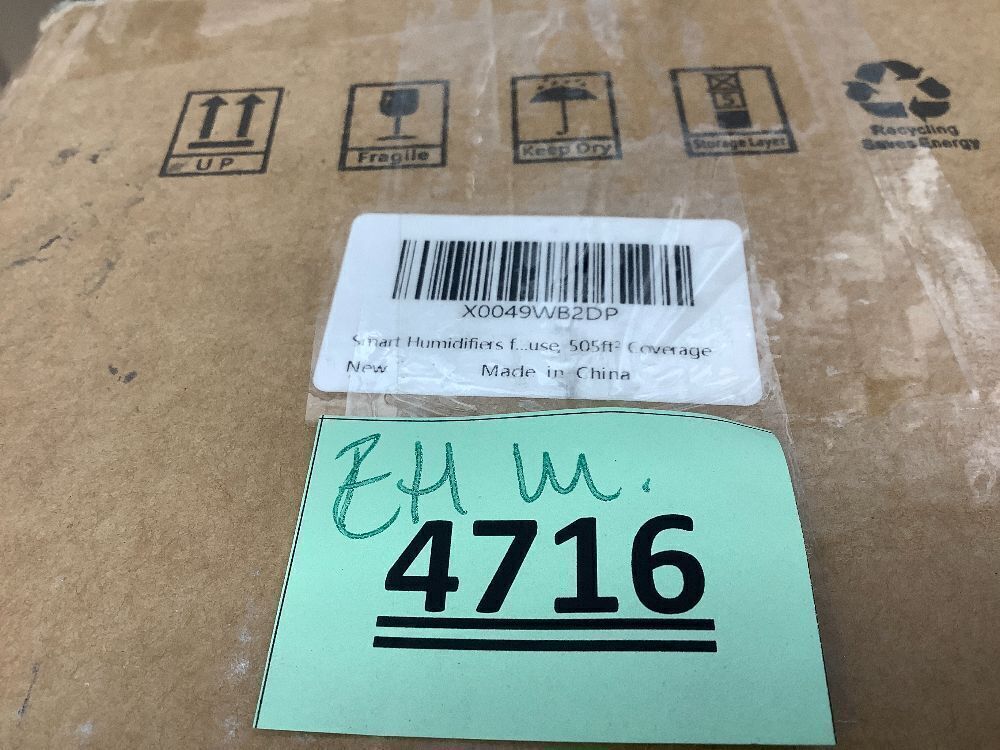 UP
Fragile
Keep Dry
5
Storage Layer
Recycling
Saves Energy
X0049WB2DP
Smart Humidifiers f...use, 505ft² Coverage
New
Made in China
4716